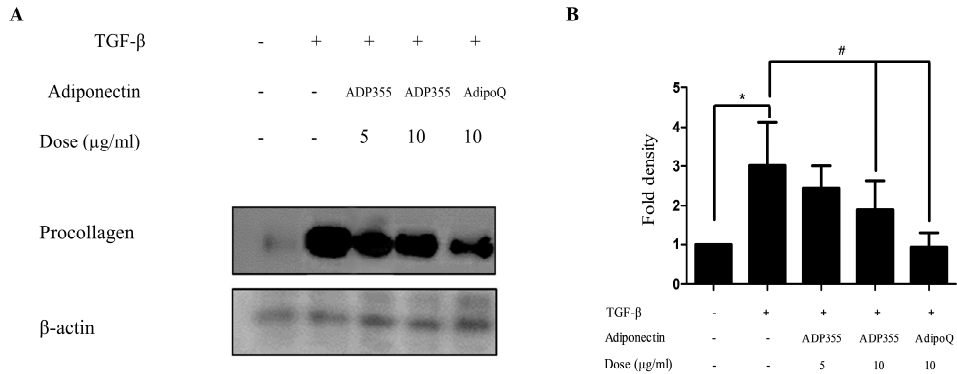 A
TGF-β - + + + +
Adiponectin - - ADP355 ADP355 AdipoQ
Dose (µg/ml) - - 5 10 10
Procollagen
β-actin
B
#
*
5
4
3
2
1
0
Fold density
TGF-β - + + + +
Adiponectin - - ADP355 ADP355 AdipoQ
Dose (µg/ml) - - 5 10 10